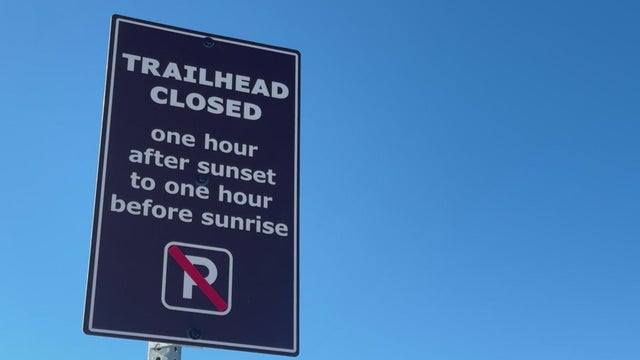 TRAILHEAD
CLOSED
one hour
after sunset
to one hour
before sunrise
P